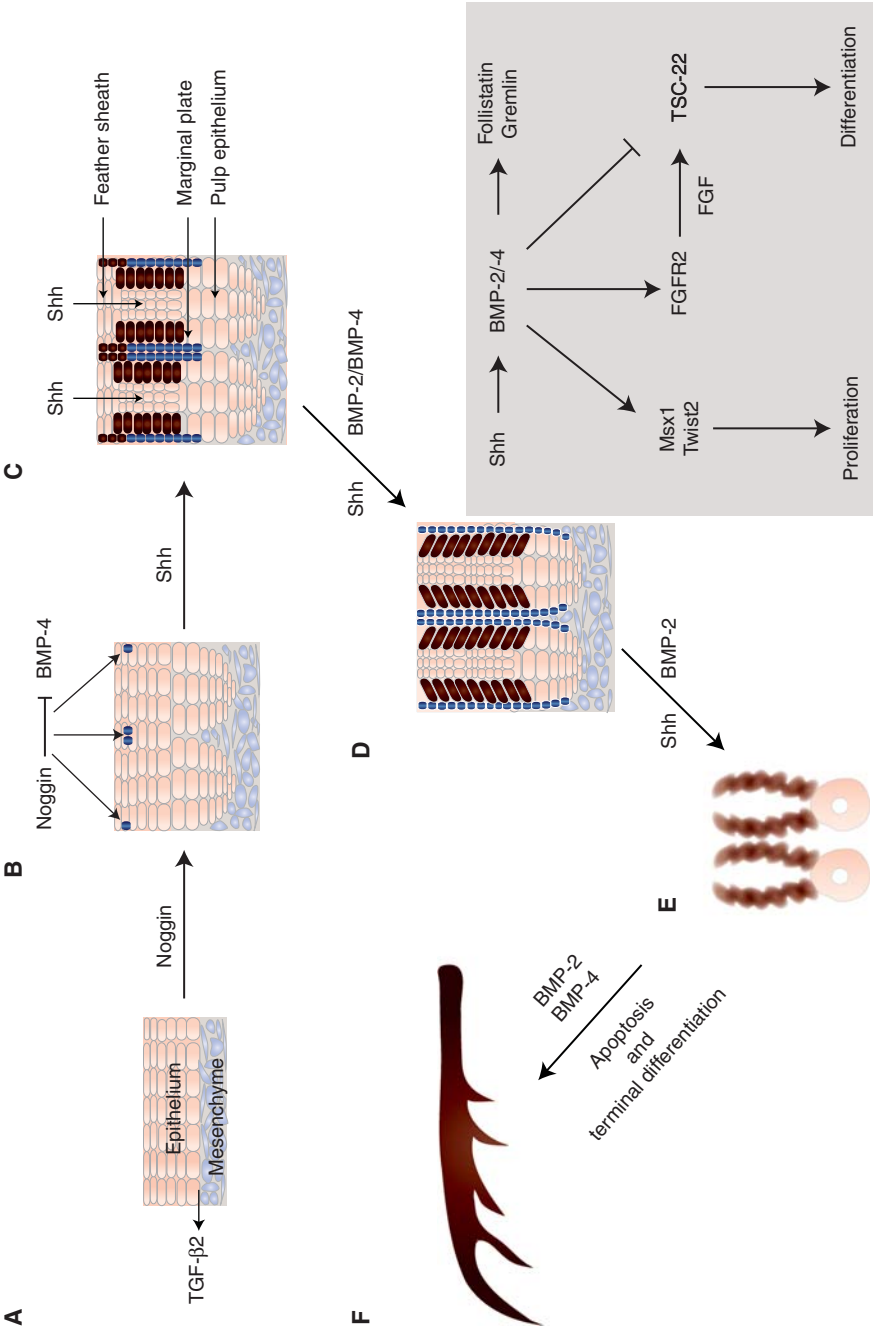 A
TGF-β2
Epithelium
Mesenchyme
Noggin
B
Noggin
BMP-4
Shh
C
Shh
Shh
Feather sheath
Marginal plate
Pulp epithelium
Shh
BMP-2/BMP-4
D
Shh
BMP-2
E
BMP-2
BMP-4
Apoptosis
and
terminal differentiation
F
Shh
BMP-2/-4
Follistatin
Gremlin
Msx1
Twist2
FGFR2
FGF
TSC-22
Proliferation
Differentiation